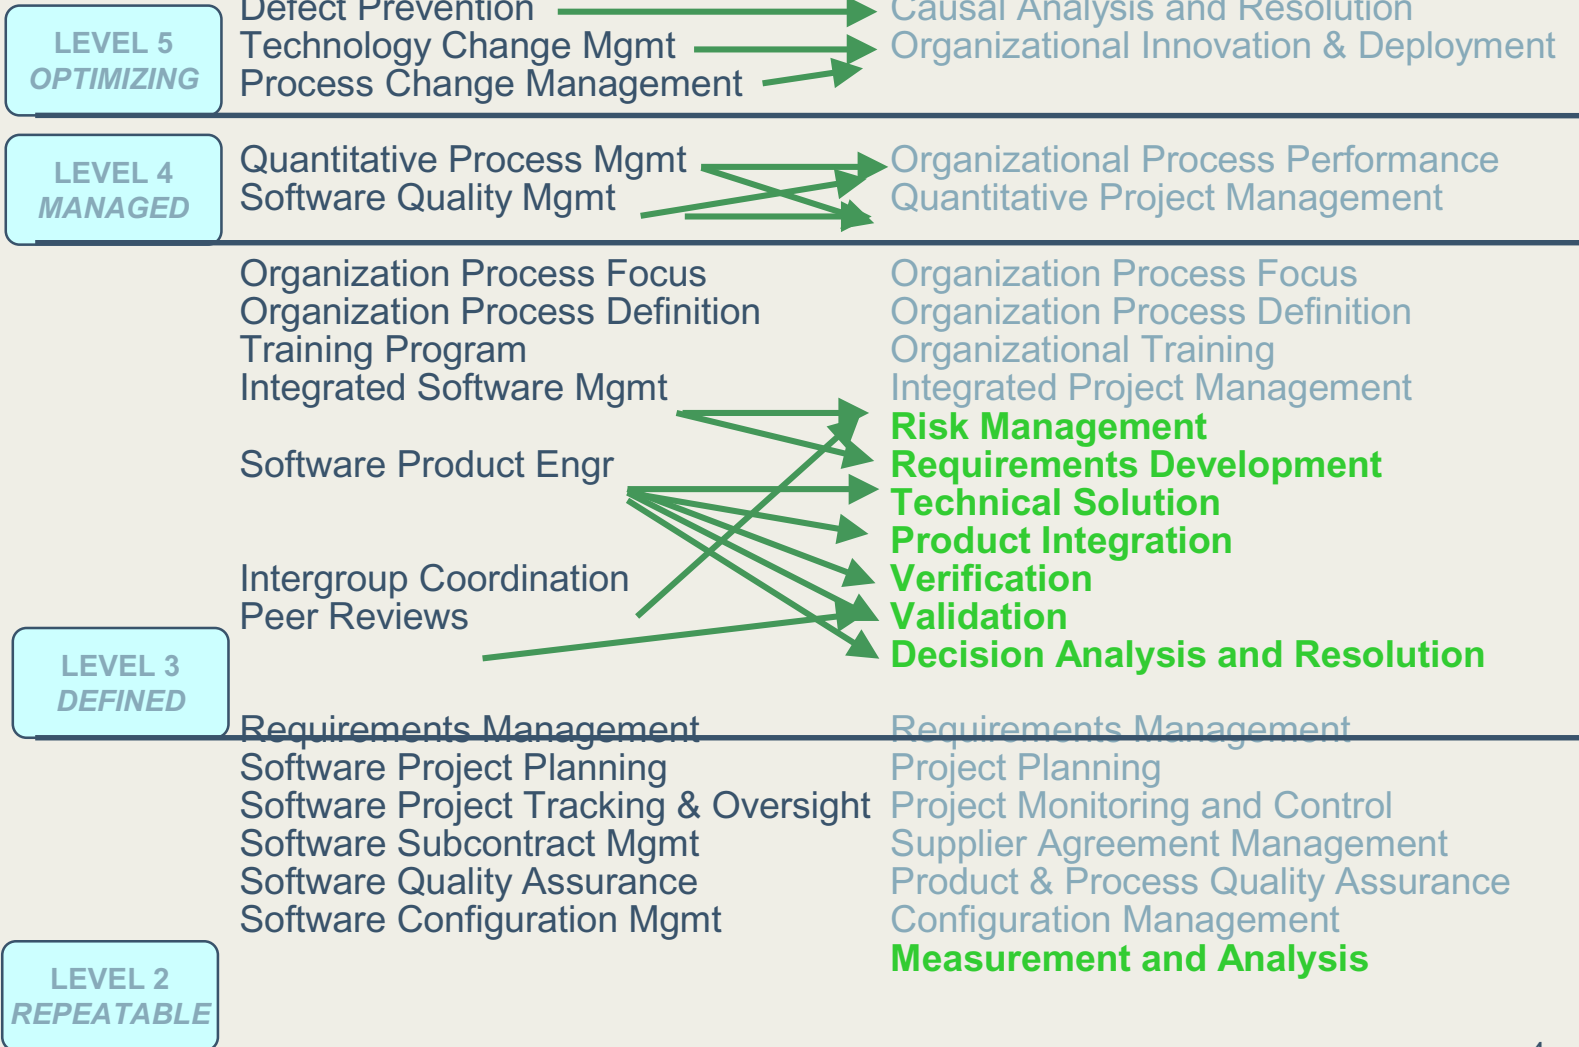 Defect Prevention
Causal Analysis and Resolution
LEVEL 5
OPTIMIZING
Technology Change Mgmt
Organizational Innovation & Deployment
Process Change Management
LEVEL 4
MANAGED
Quantitative Process Mgmt
Organizational Process Performance
Software Quality Mgmt
Quantitative Project Management
Organization Process Focus
Organization Process Focus
Organization Process Definition
Organization Process Definition
Training Program
Organizational Training
Integrated Software Mgmt
Integrated Project Management
Risk Management
Software Product Engr
Requirements Development
Technical Solution
Product Integration
Intergroup Coordination
Verification
Peer Reviews
Validation
LEVEL 3
DEFINED
Decision Analysis and Resolution
Requirements Management
Requirements Management
Software Project Planning
Project Planning
Software Project Tracking & Oversight
Project Monitoring and Control
Software Subcontract Mgmt
Supplier Agreement Management
Software Quality Assurance
Product & Process Quality Assurance
Software Configuration Mgmt
Configuration Management
Measurement and Analysis
LEVEL 2
REPEATABLE